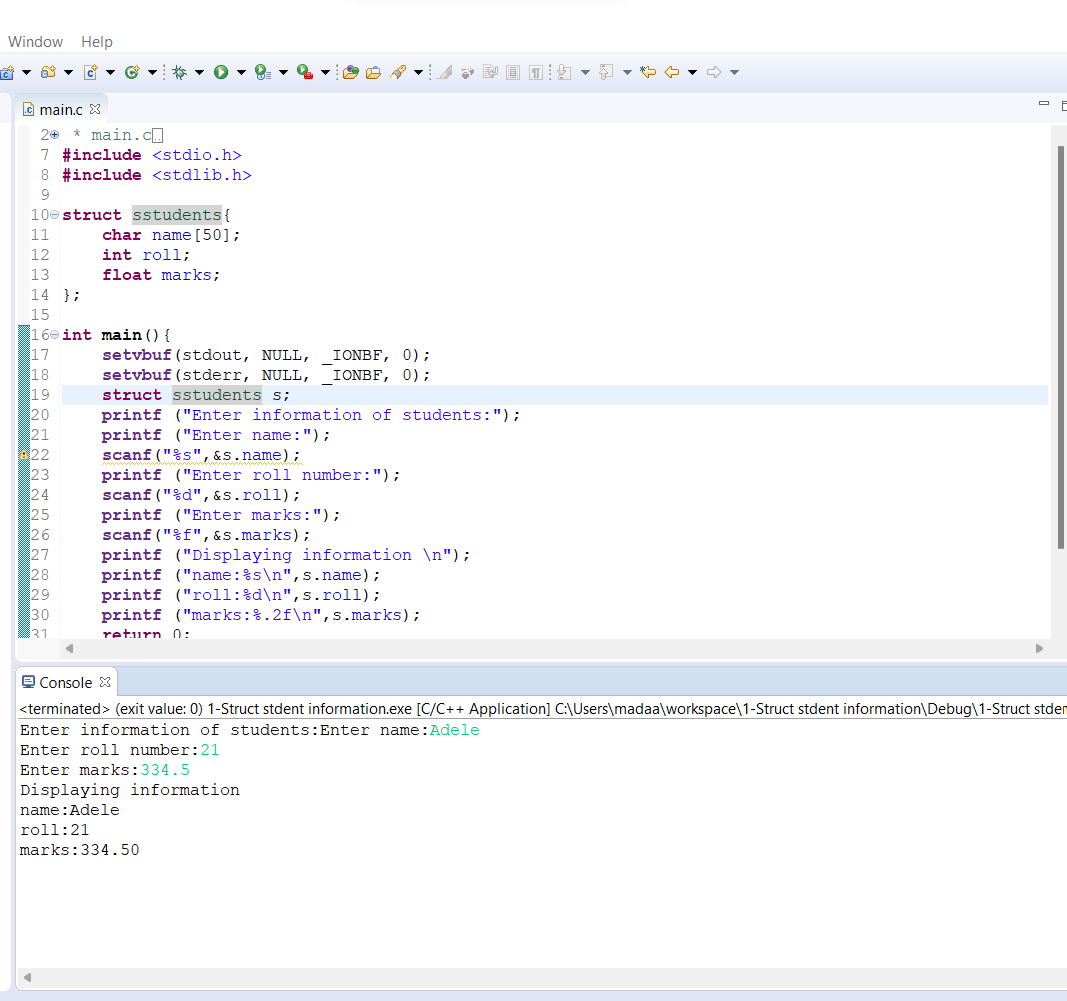 Window Help
main.c
2 * main.c
7 #include <stdio.h>
8 #include <stdlib.h>
9
10 struct sstudents{
11 char name[50];
12 int roll;
13 float marks;
14 };
15
16 int main(){
17 setvbuf(stdout, NULL, _IONBF, 0);
18 setvbuf(stderr, NULL, _IONBF, 0);
19 struct sstudents s;
20 printf ("Enter information of students:");
21 printf ("Enter name:");
22 scanf("%s",&s.name);
23 printf ("Enter roll number:");
24 scanf("%d",&s.roll);
25 printf ("Enter marks:");
26 scanf("%f",&s.marks);
27 printf ("Displaying information \n");
28 printf ("name:%s\n",s.name);
29 printf ("roll:%d\n",s.roll);
30 printf ("marks:%.2f\n",s.marks);
31 return 0;
Console
<terminated> (exit value: 0) 1-Struct stdent information.exe [C/C++ Application] C:\Users\madaa\workspace\1-Struct stdent information\Debug\1-Struct stden
Enter information of students:Enter name:Adele
Enter roll number:21
Enter marks:334.5
Displaying information
name:Adele
roll:21
marks:334.50